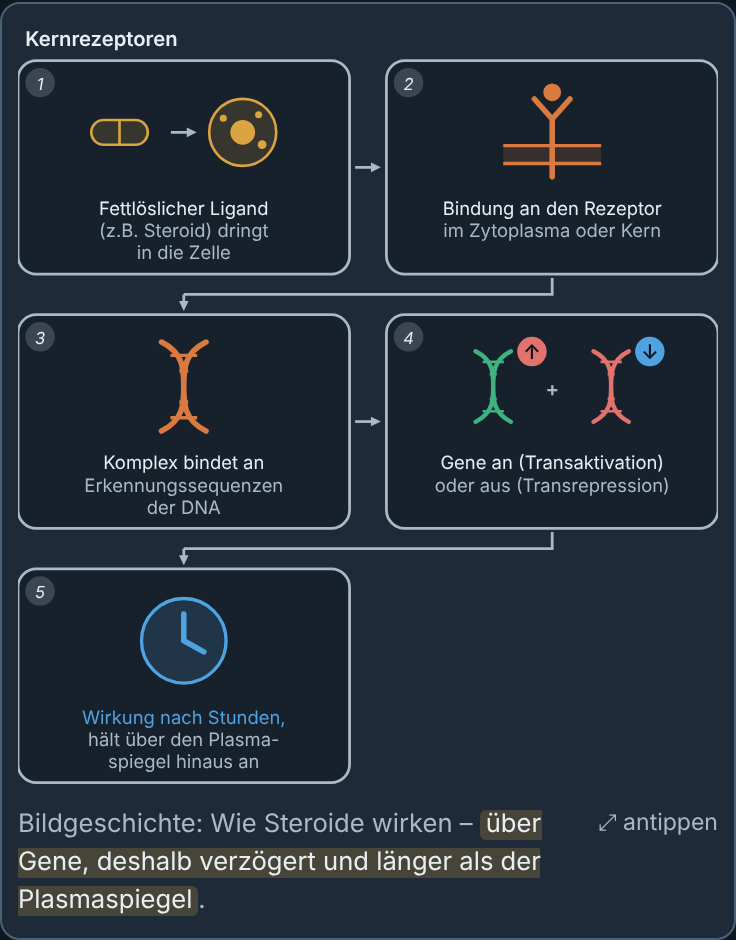 Kernrezeptoren
1
Fettlöslicher Ligand
(z.B. Steroid) dringt
in die Zelle
2
Bindung an den Rezeptor
im Zytoplasma oder Kern
3
Komplex bindet an
Erkennungssequenzen
der DNA
4
+
Gene an (Transaktivation)
oder aus (Transrepression)
5
Wirkung nach Stunden,
hält über den Plasma-
spiegel hinaus an
Bildgeschichte: Wie Steroide wirken – über
Gene, deshalb verzögert und länger als der
Plasmaspiegel.
antippen